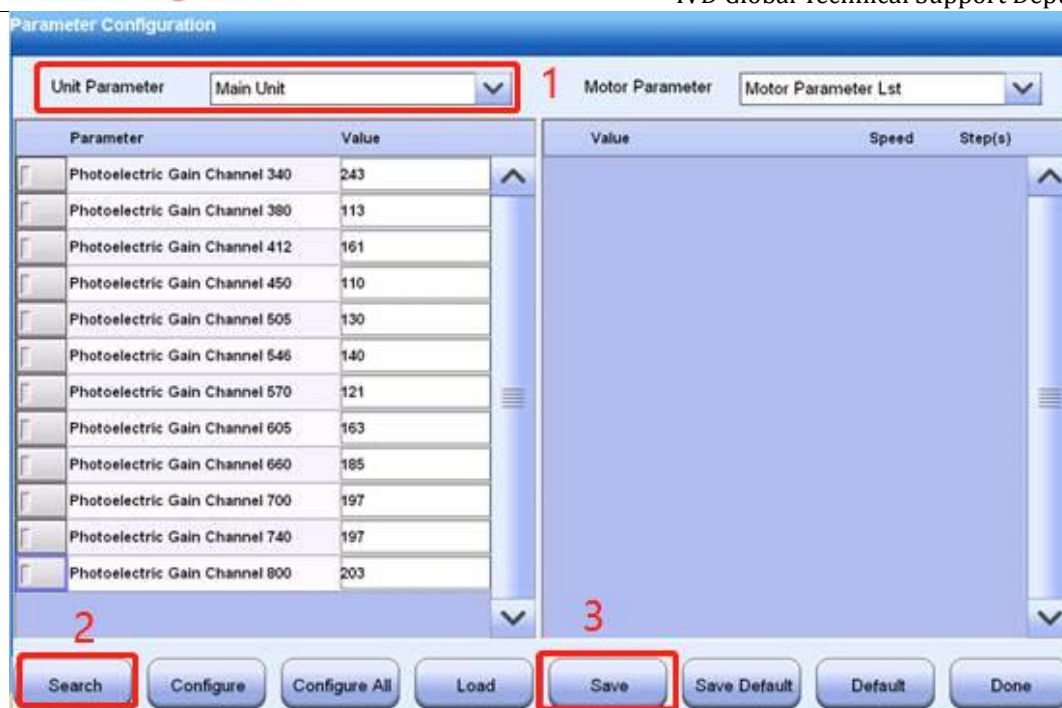 IVD Global Technical Support
Parameter Configuration
Unit Parameter Main Unit 1 Motor Parameter Motor Parameter Lst
Parameter Value Value Speed Step(s)
Photoelectric Gain Channel 340 243
Photoelectric Gain Channel 380 113
Photoelectric Gain Channel 412 161
Photoelectric Gain Channel 450 110
Photoelectric Gain Channel 505 130
Photoelectric Gain Channel 546 140
Photoelectric Gain Channel 570 121
Photoelectric Gain Channel 605 163
Photoelectric Gain Channel 660 185
Photoelectric Gain Channel 700 197
Photoelectric Gain Channel 740 197
Photoelectric Gain Channel 800 203
2 3
Search Configure Configure All Load Save Save Default Default Done